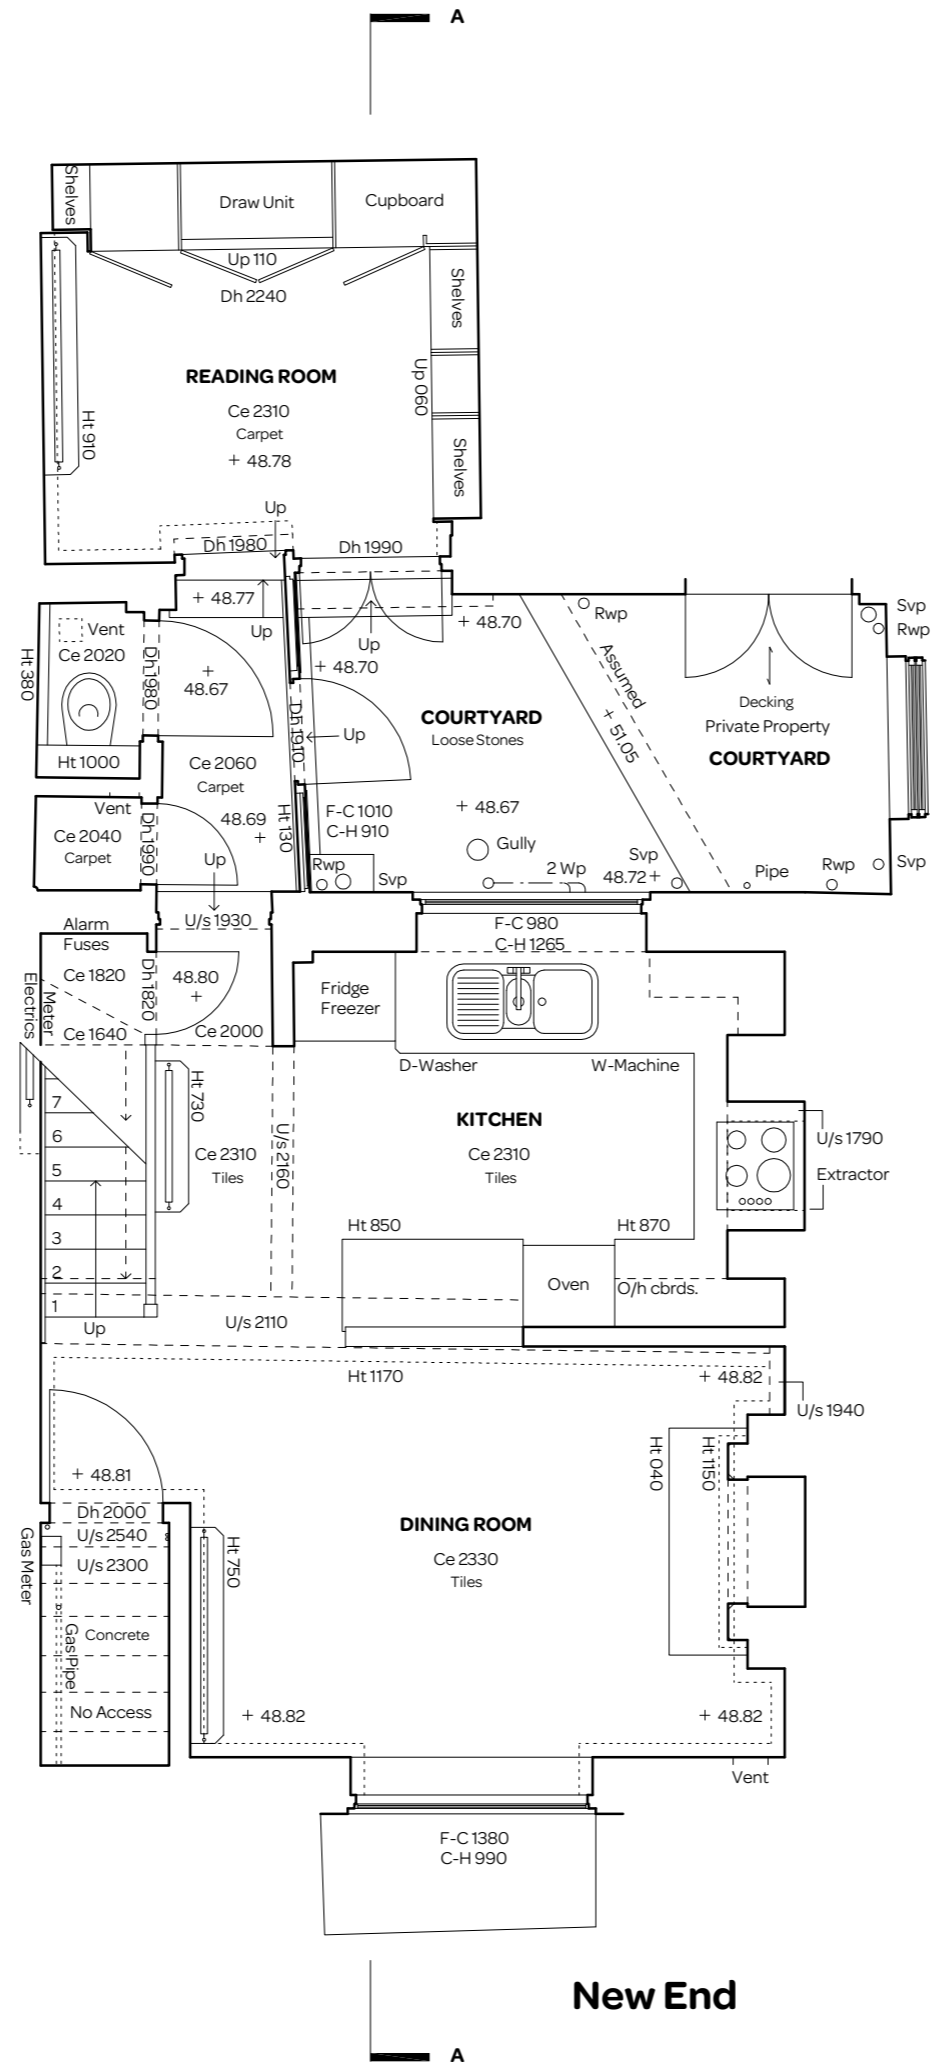 A
Shelves
Draw Unit
Cupboard
Up 110
Dh 2240
Shelves
READING ROOM
Up 060
Ce 2310
Carpet
+ 48.78
Ht 910
Shelves
Up
Dh 1980
Dh 1990
+ 48.77
Up
Up
+ 48.70
Rwp
Svp
Rwp
Vent
Ce 2020
Ht 380
Dh 1980
+
48.67
+ 48.70
Assumed
+ 51.05
Decking
Private Property
COURTYARD
Dh 1910
Up
COURTYARD
Loose Stones
Ht 1000
Ce 2060
Carpet
Vent
Ce 2040
Carpet
Dh 1990
48.69
+
Ht 130
F-C 1010
C-H 910
+ 48.67
Gully
Up
Rwp
Svp
2 Wp
Svp
48.72 +
Pipe
Rwp
Svp
U/s 1930
F-C 980
C-H 1265
Alarm
Fuses
Ce 1820
Dh 1820
48.80
+
Electrics
Meter
Ce 1640
Ce 2000
Fridge
Freezer
D-Washer
W-Machine
7
6
5
4
3
2
1
Up
Ht 730
Ce 2310
Tiles
U/s 2160
KITCHEN
Ce 2310
Tiles
U/s 1790
Extractor
Ht 850
Ht 870
Oven
O/h cbrds.
U/s 2110
Ht 1170
+ 48.82
U/s 1940
+ 48.81
Ht 040
Ht 1150
Dh 2000
U/s 2540
U/s 2300
Gas Meter
Gas Pipe
Concrete
No Access
Ht 750
DINING ROOM
Ce 2330
Tiles
+ 48.82
+ 48.82
Vent
F-C 1380
C-H 990
New End
A